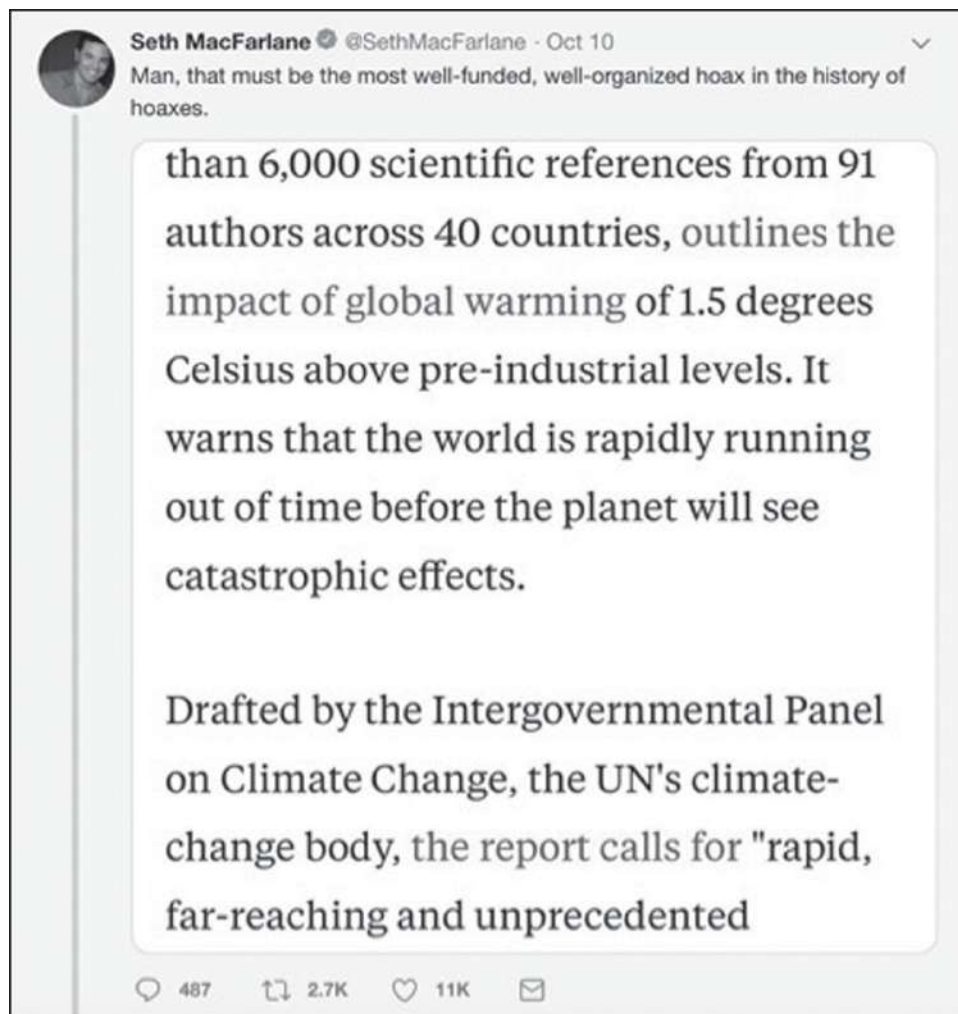 Seth MacFarlane @SethMacFarlane · Oct 10
Man, that must be the most well-funded, well-organized hoax in the history of
hoaxes.
than 6,000 scientific references from 91
authors across 40 countries, outlines the
impact of global warming of 1.5 degrees
Celsius above pre-industrial levels. It
warns that the world is rapidly running
out of time before the planet will see
catastrophic effects.
Drafted by the Intergovernmental Panel
on Climate Change, the UN's climate-
change body, the report calls for "rapid,
far-reaching and unprecedented
487 2.7K 11K